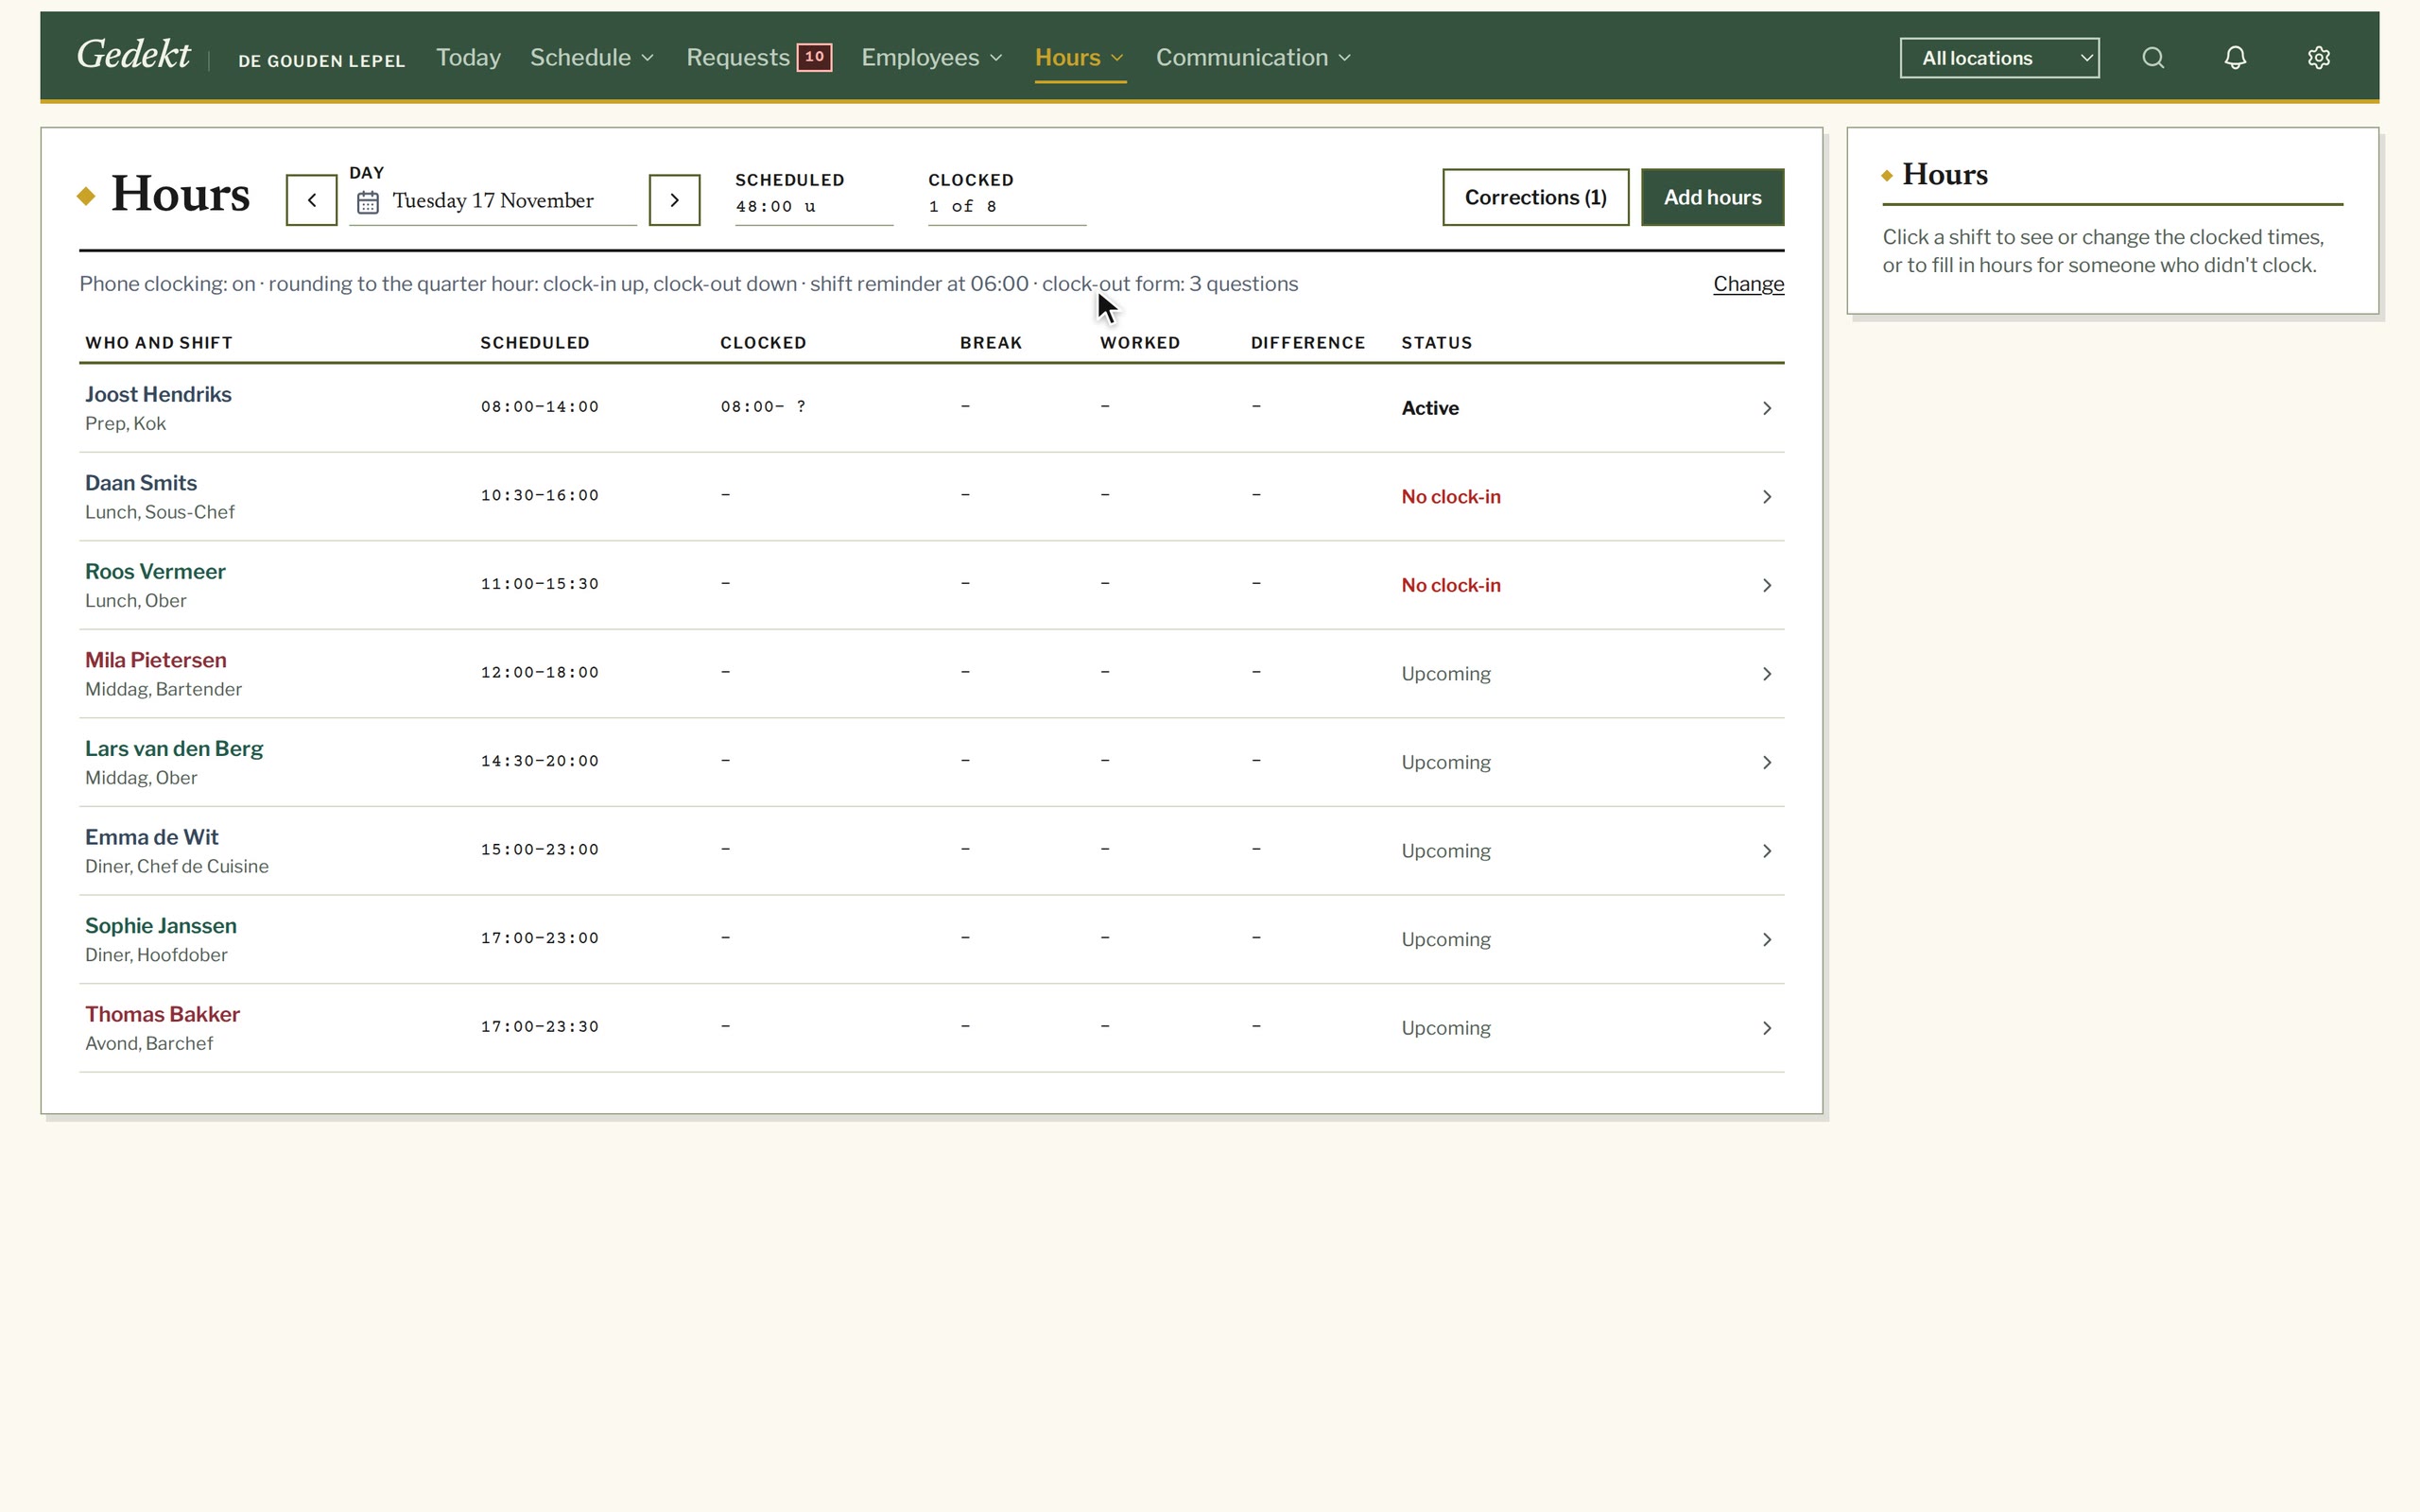 Gedekt DE GOUDEN LEPEL Today Schedule Requests 10 Employees Hours Communication All locations
Hours
DAY
Tuesday 17 November
SCHEDULED
48:00 u
CLOCKED
1 of 8
Corrections (1)
Add hours
Phone clocking: on · rounding to the quarter hour: clock-in up, clock-out down · shift reminder at 06:00 · clock-out form: 3 questions
Change
WHO AND SHIFT SCHEDULED CLOCKED BREAK WORKED DIFFERENCE STATUS
Joost Hendriks
Prep, Kok
08:00–14:00 08:00– ? – – – Active
Daan Smits
Lunch, Sous-Chef
10:30–16:00 – – – – No clock-in
Roos Vermeer
Lunch, Ober
11:00–15:30 – – – – No clock-in
Mila Pietersen
Middag, Bartender
12:00–18:00 – – – – Upcoming
Lars van den Berg
Middag, Ober
14:30–20:00 – – – – Upcoming
Emma de Wit
Diner, Chef de Cuisine
15:00–23:00 – – – – Upcoming
Sophie Janssen
Diner, Hoofdober
17:00–23:00 – – – – Upcoming
Thomas Bakker
Avond, Barchef
17:00–23:30 – – – – Upcoming
Hours
Click a shift to see or change the clocked times,
or to fill in hours for someone who didn't clock.